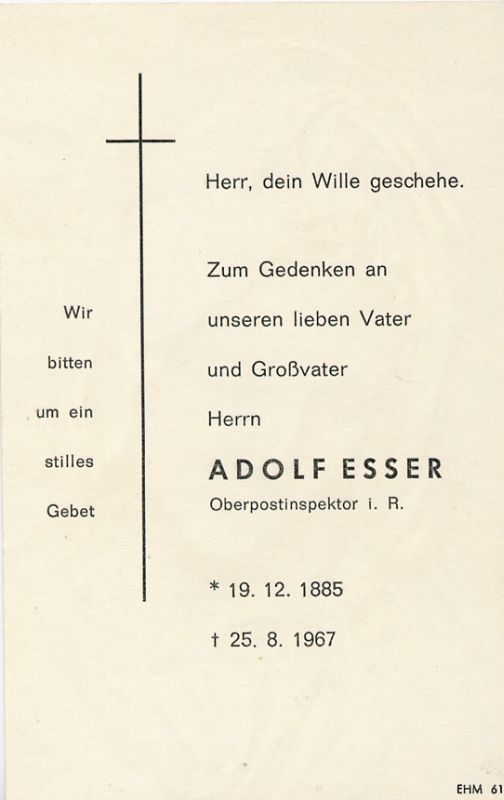 Herr, dein Wille geschehe.
Zum Gedenken an
unseren lieben Vater
und Großvater
Herrn
ADOLF ESSER
Oberpostinspektor i. R.
* 19. 12. 1885
† 25. 8. 1967
Wir
bitten
um ein
stilles
Gebet
EHM 61